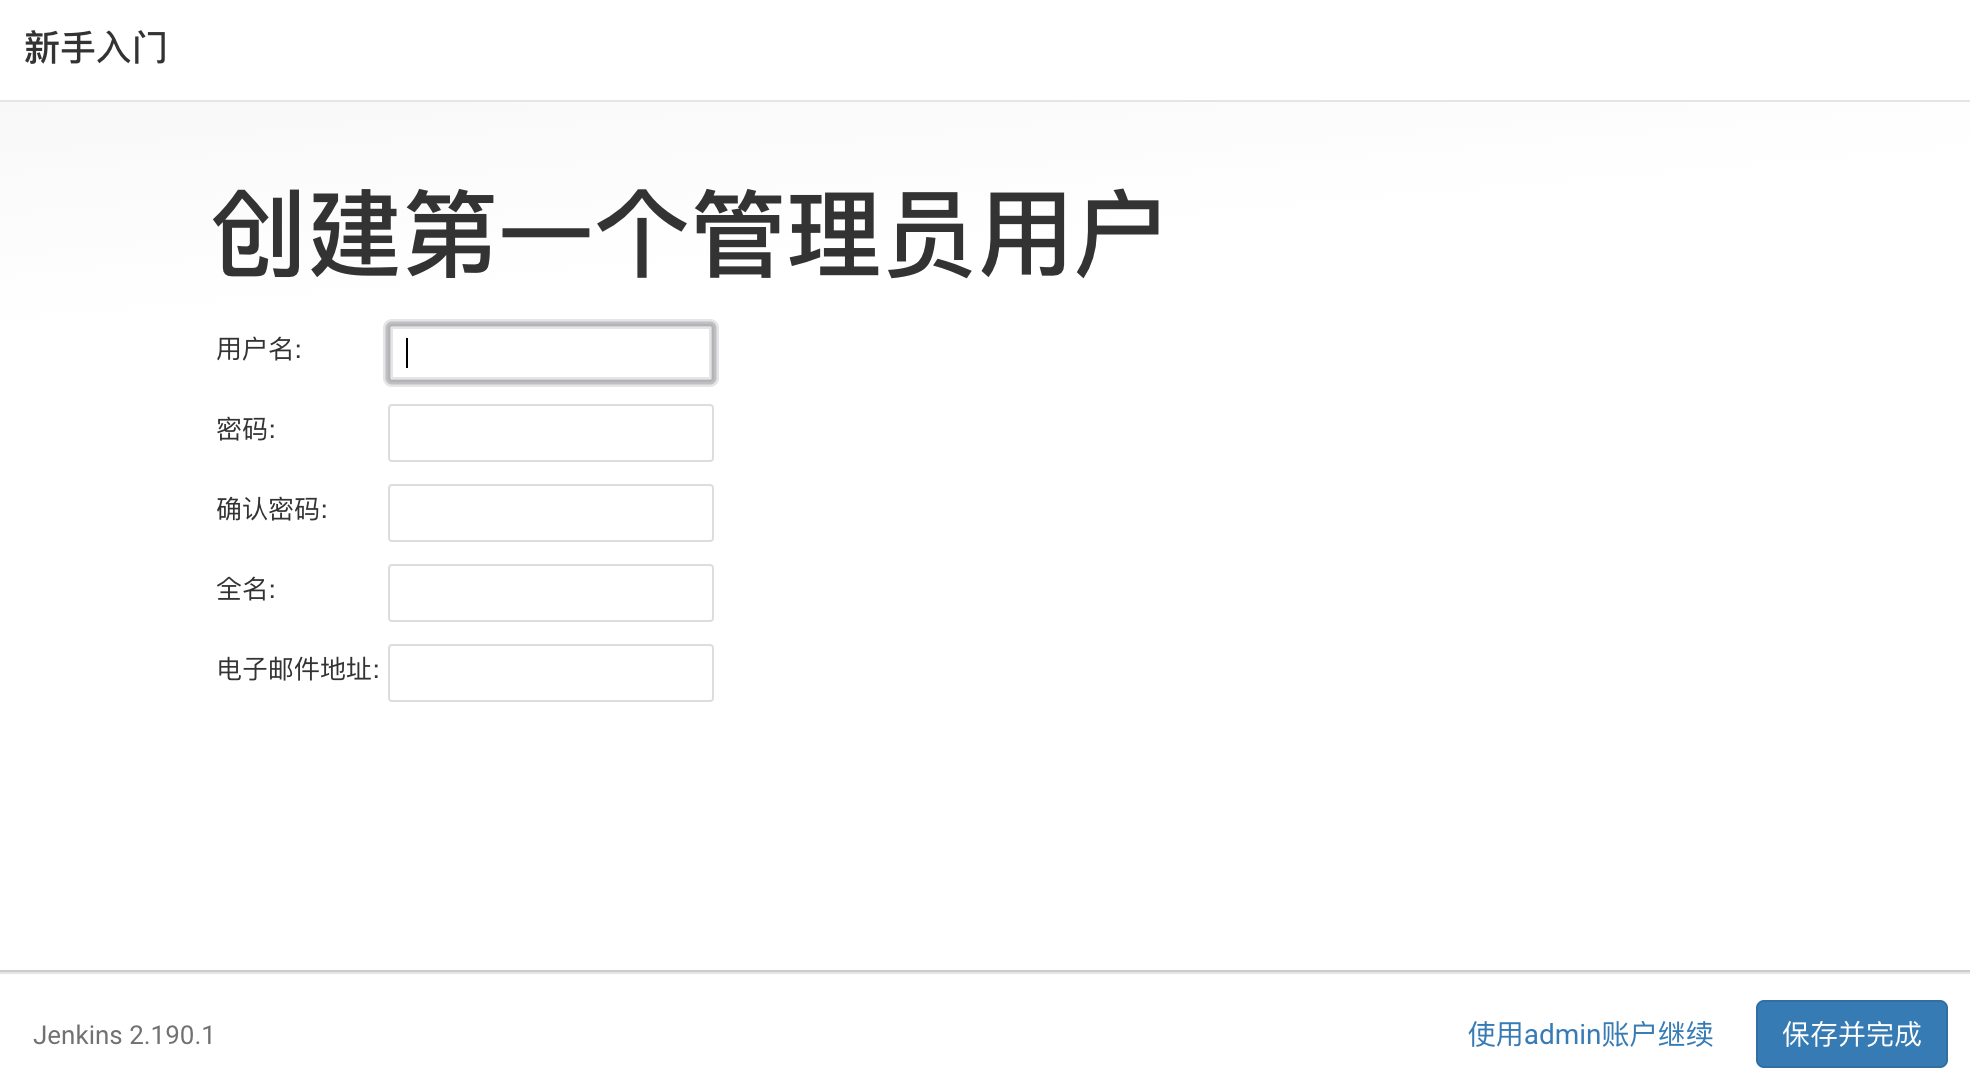 新手入门
创建第一个管理员用户
用户名:
密码:
确认密码:
全名:
电子邮件地址:
Jenkins 2.190.1
使用admin账户继续
保存并完成